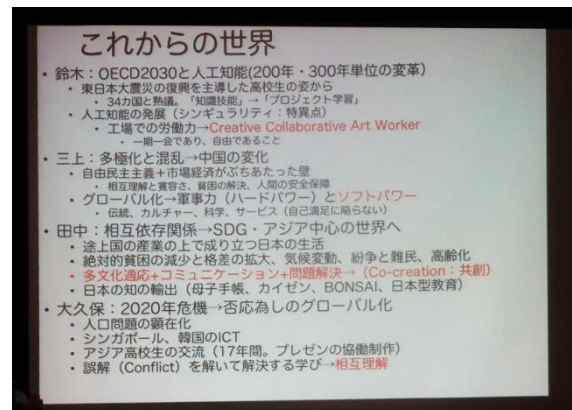 これからの世界
・鈴木：OECD2030と人工知能(200年・300年単位の変革）
・東日本大震災の復興を主導した高校生の姿から
・34カ国と熟議。「知識技能」→「プロジェクト学習」
・人工知能の発展（シンギュラリティ：特異点）
・工場での労働力→Creative Collaborative Art Worker
・一期一会であり、自由であること
・三上：多極化と混乱→中国の変化
・自由民主主義＋市場経済がぶちあたった壁
・相互理解と寛容さ、貧困の解決、人間の安全保障
・グローバル化→軍事力（ハードパワー）とソフトパワー
・伝統、カルチャー、科学、サービス（自己満足に陥らない）
・田中：相互依存関係→SDG・アジア中心の世界へ
・途上国の産業の上で成り立つ日本の生活
・絶対的貧困の減少と格差の拡大、気候変動、紛争と難民、高齢化
・多文化適応+コミュニケーション+問題解決→（Co-creation：共創）
・日本の知の輸出（母子手帳、カイゼン、BONSAI、日本型教育）
・大久保：2020年危機→否応為しのグローバル化
・人口問題の顕在化
・シンガポール、韓国のICT
・アジア高校生の交流（17年間。プレゼンの協働制作）
・誤解（Conflict）を解いて解決する学び→相互理解